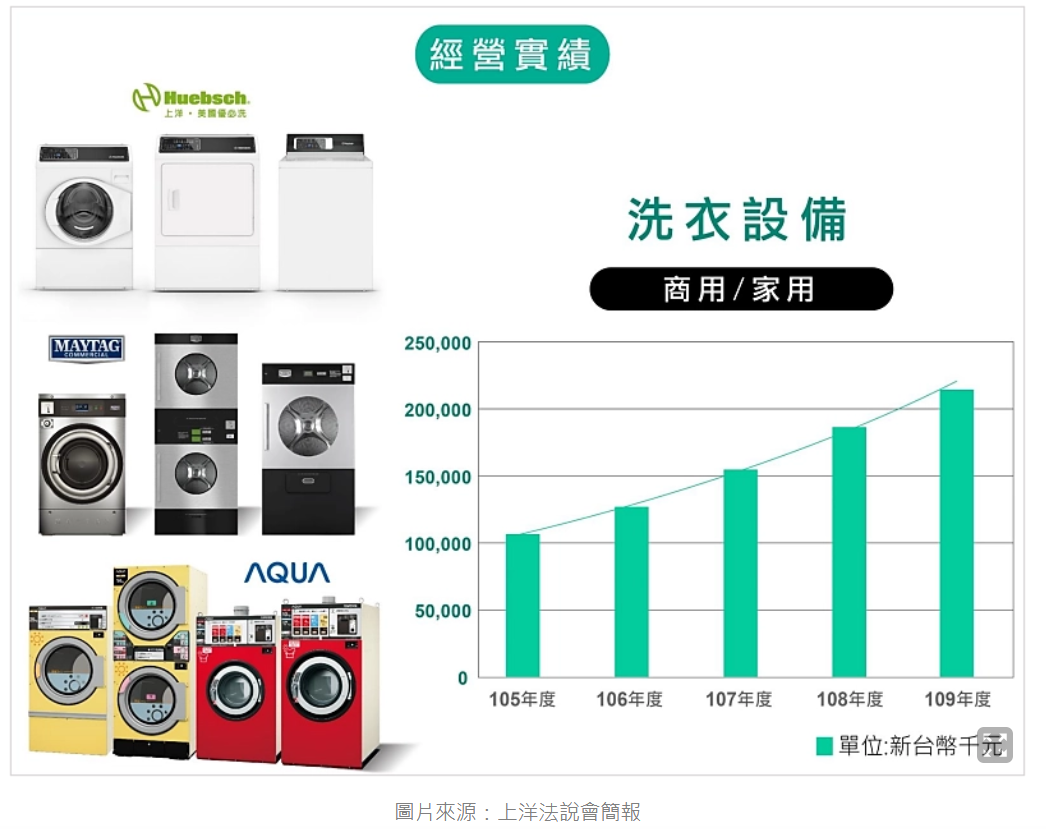 經營實績
Huebsch.
上洋・美國優必洗
洗衣設備
商用/家用
MAYTAG
COMMERCIAL
AQUA
250,000
200,000
150,000
100,000
50,000
0
105年度
106年度
107年度
108年度
109年度
單位:新台幣千元
圖片來源：上洋法說會簡報